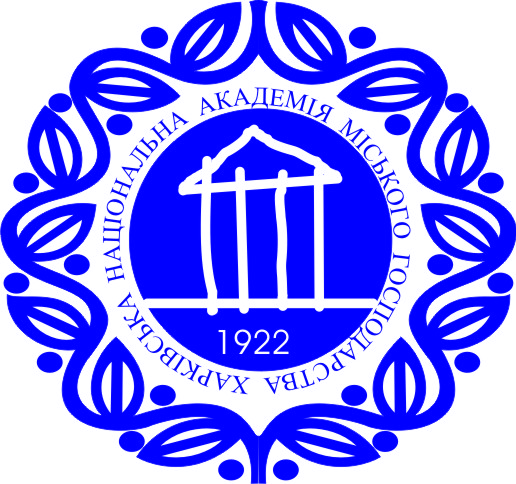 ХАРКІВСЬКА НАЦІОНАЛЬНА АКАДЕМІЯ МІСЬКОГО ГОСПОДАРСТВА
1922